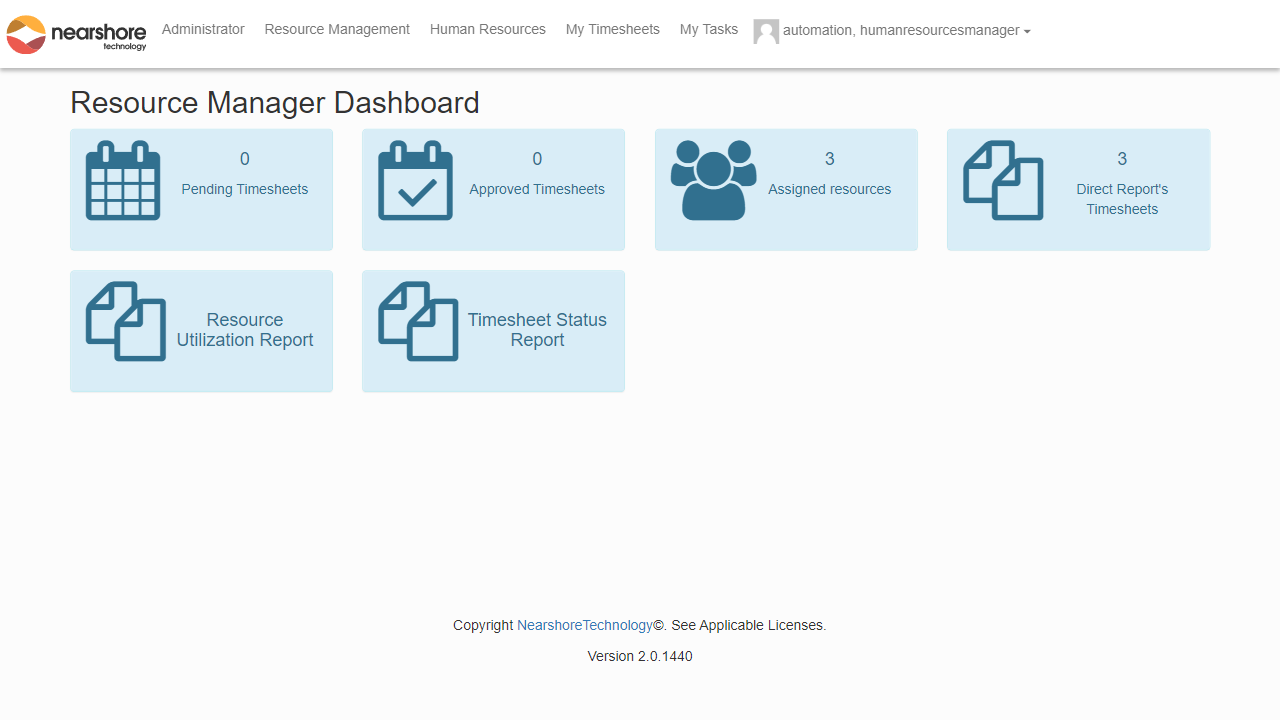 nearshore
technology
Administrator Resource Management Human Resources My Timesheets My Tasks automation, humanresourcesmanager
Resource Manager Dashboard
0
Pending Timesheets
0
Approved Timesheets
3
Assigned resources
3
Direct Report's
Timesheets
Resource
Utilization Report
Timesheet Status
Report
Copyright NearshoreTechnology©. See Applicable Licenses.
Version 2.0.1440